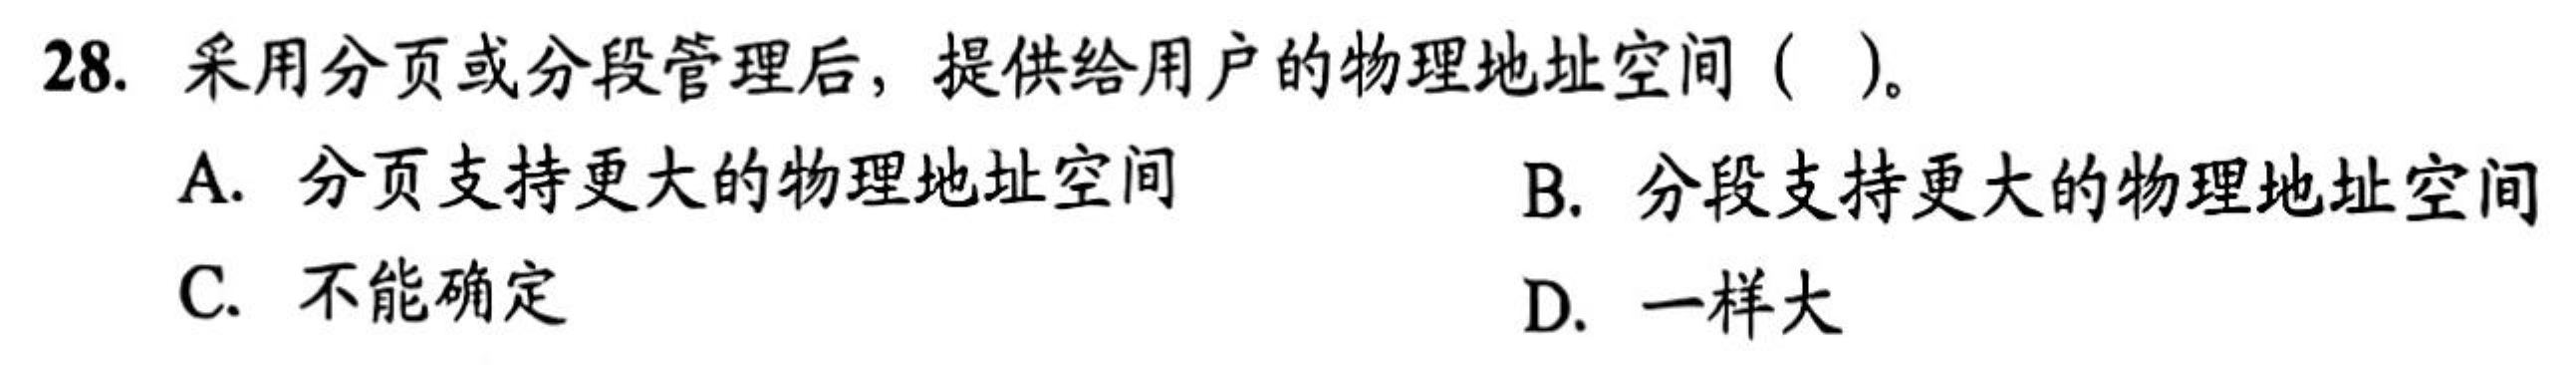 28. 采用分页或分段管理后，提供给用户的物理地址空间（ ）。
A. 分页支持更大的物理地址空间 B. 分段支持更大的物理地址空间
C. 不能确定 D. 一样大